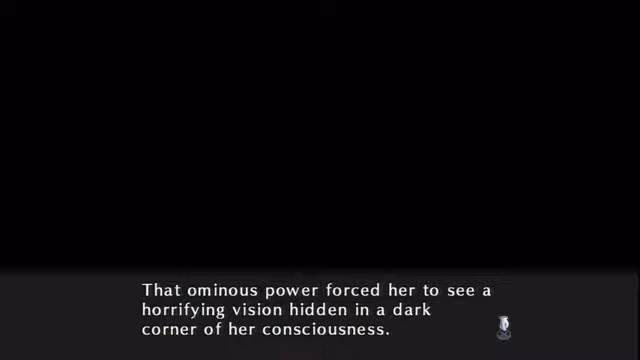 That ominous power forced her to see a
horrifying vision hidden in a dark
corner of her consciousness.